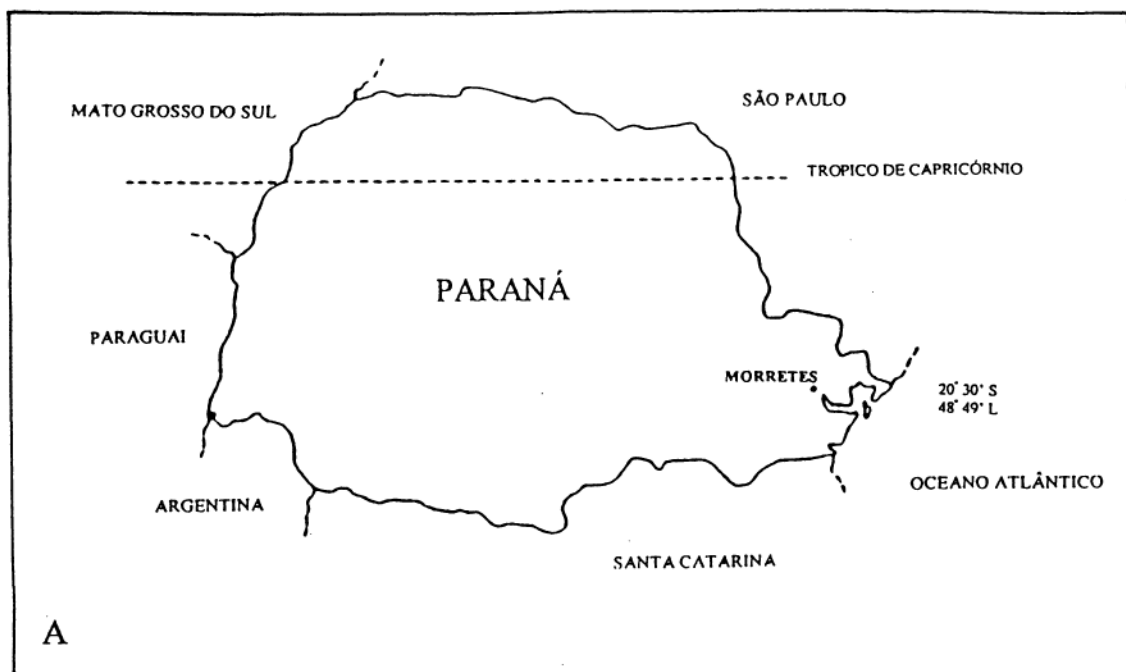 MATO GROSSO DO SUL
SÃO PAULO
TROPICO DE CAPRICÓRNIO
PARANÁ
PARAGUAI
MORRETES
20° 30' S
48° 49' L
OCEANO ATLÂNTICO
ARGENTINA
SANTA CATARINA
A